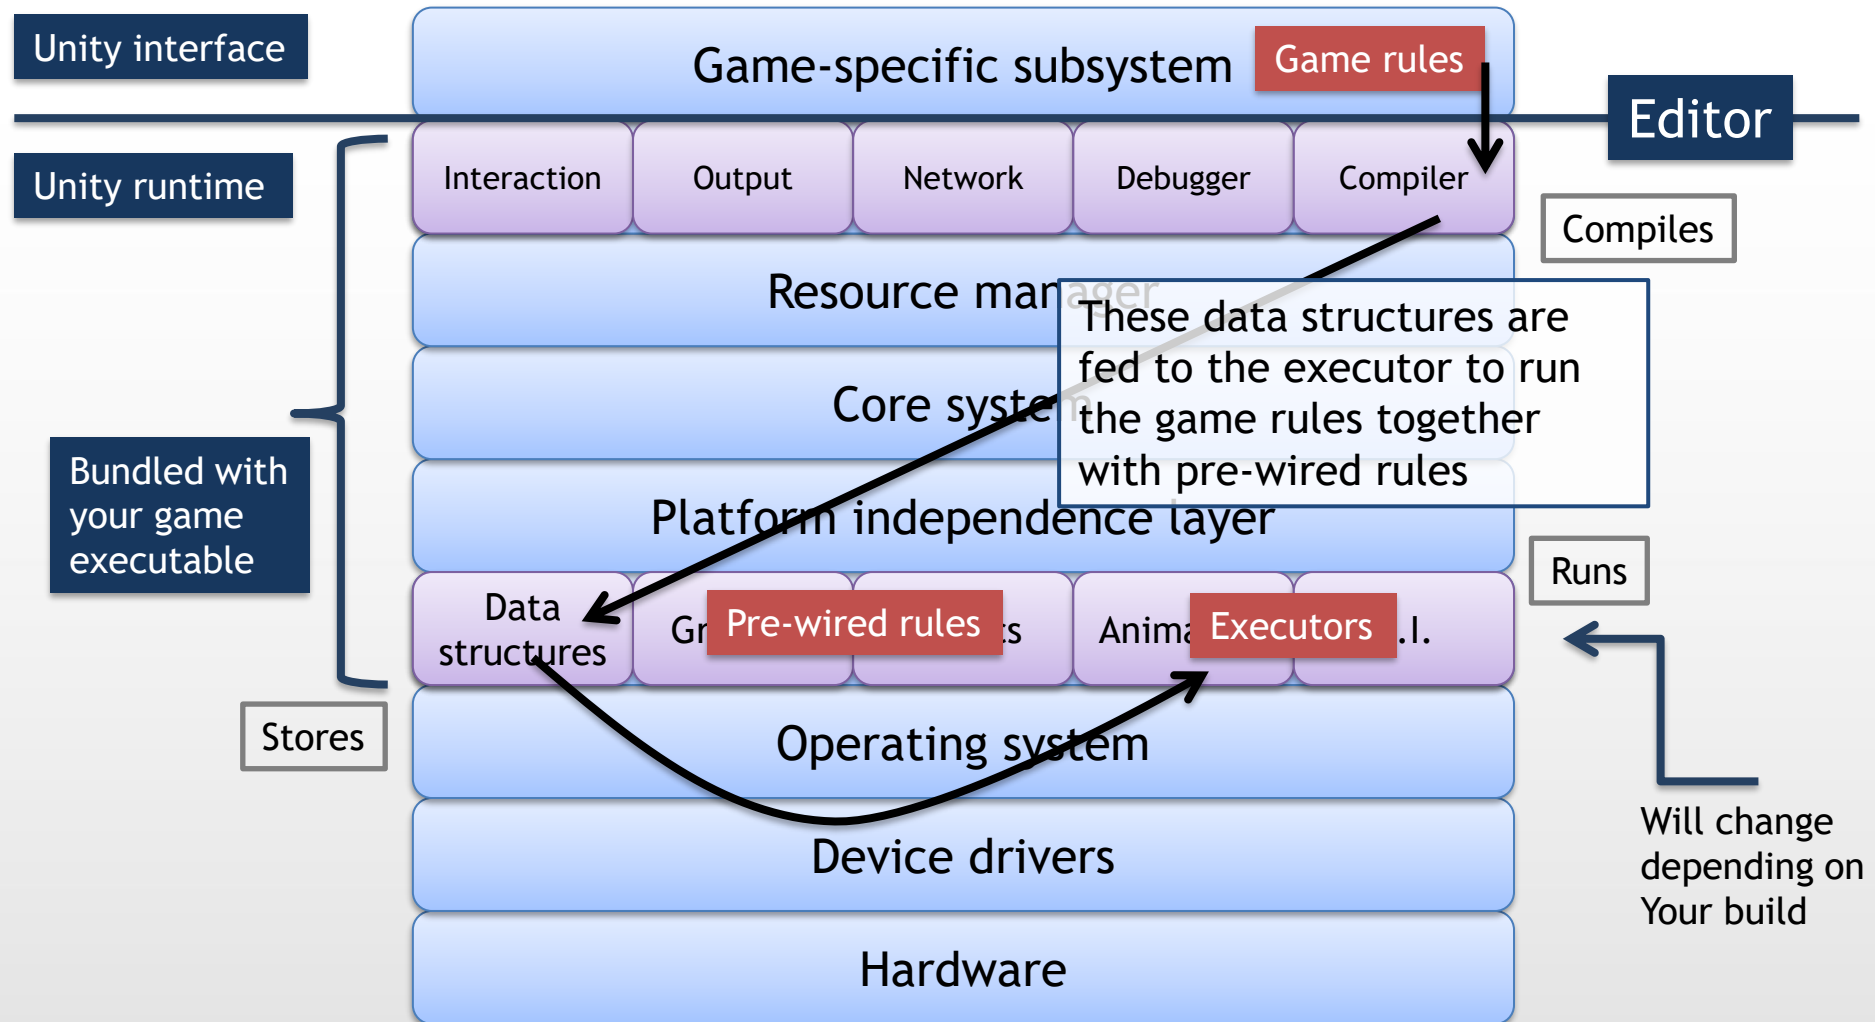 Unity interface
Game-specific subsystem
Game rules
Editor
Unity runtime
Interaction
Output
Network
Debugger
Compiler
Compiles
Resource manager
These data structures are
fed to the executor to run
the game rules together
with pre-wired rules
Core system
Bundled with
your game
executable
Platform independence layer
Runs
Data
structures
Gr
Pre-wired rules
cs
Anima
Executors
.I.
Stores
Operating system
Will change
depending on
Your build
Device drivers
Hardware